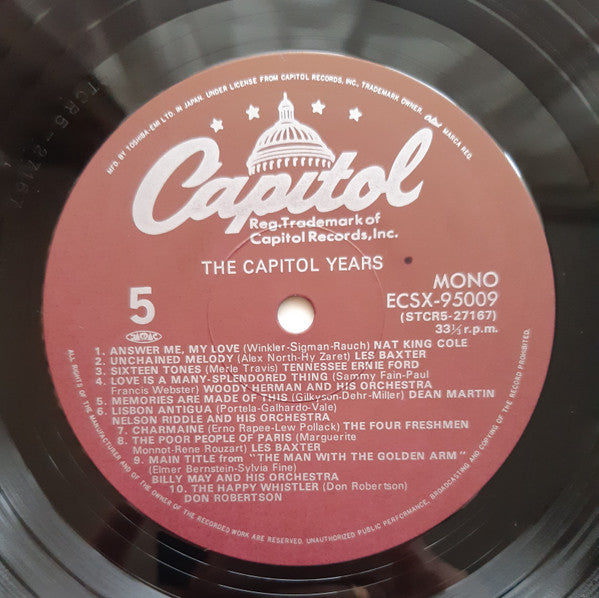 MFD. BY TOSHIBA-EMI LTD. IN JAPAN. UNDER LICENSE FROM CAPITOL RECORDS, INC., TRADEMARK OWNER. MARCA REG.
Capitol
Reg.Trademark of
Capitol Records, Inc.
THE CAPITOL YEARS
5
MONO
ECSX-95009
(STCR5-27167)
33⅓ r.p.m.
1. ANSWER ME, MY LOVE (Winkler-Sigman-Rauch) NAT KING COLE
2. UNCHAINED MELODY (Alex North-Hy Zaret) LES BAXTER
3. SIXTEEN TONES (Merle Travis) TENNESSEE ERNIE FORD
4. LOVE IS A MANY-SPLENDORED THING (Sammy Fain-Paul
Francis Webster) WOODY HERMAN AND HIS ORCHESTRA
5. MEMORIES ARE MADE OF THIS (Gilkyson-Dehr-Miller) DEAN MARTIN
6. LISBON ANTIGUA (Portela-Galhardo-Vale)
NELSON RIDDLE AND HIS ORCHESTRA
7. CHARMAINE (Erno Rapee-Lew Pollack) THE FOUR FRESHMEN
8. THE POOR PEOPLE OF PARIS (Marguerite
Monnot-Rene Rouzart) LES BAXTER
9. MAIN TITLE from "THE MAN WITH THE GOLDEN ARM"
(Elmer Bernstein-Sylvia Fine)
BILLY MAY AND HIS ORCHESTRA
10. THE HAPPY WHISTLER (Don Robertson)
DON ROBERTSON
ALL RIGHTS OF THE MANUFACTURER AND OF THE OWNER OF THE RECORDED WORK ARE RESERVED. UNAUTHORIZED PUBLIC PERFORMANCE, BROADCASTING AND COPYING OF THE RECORD PROHIBITED.